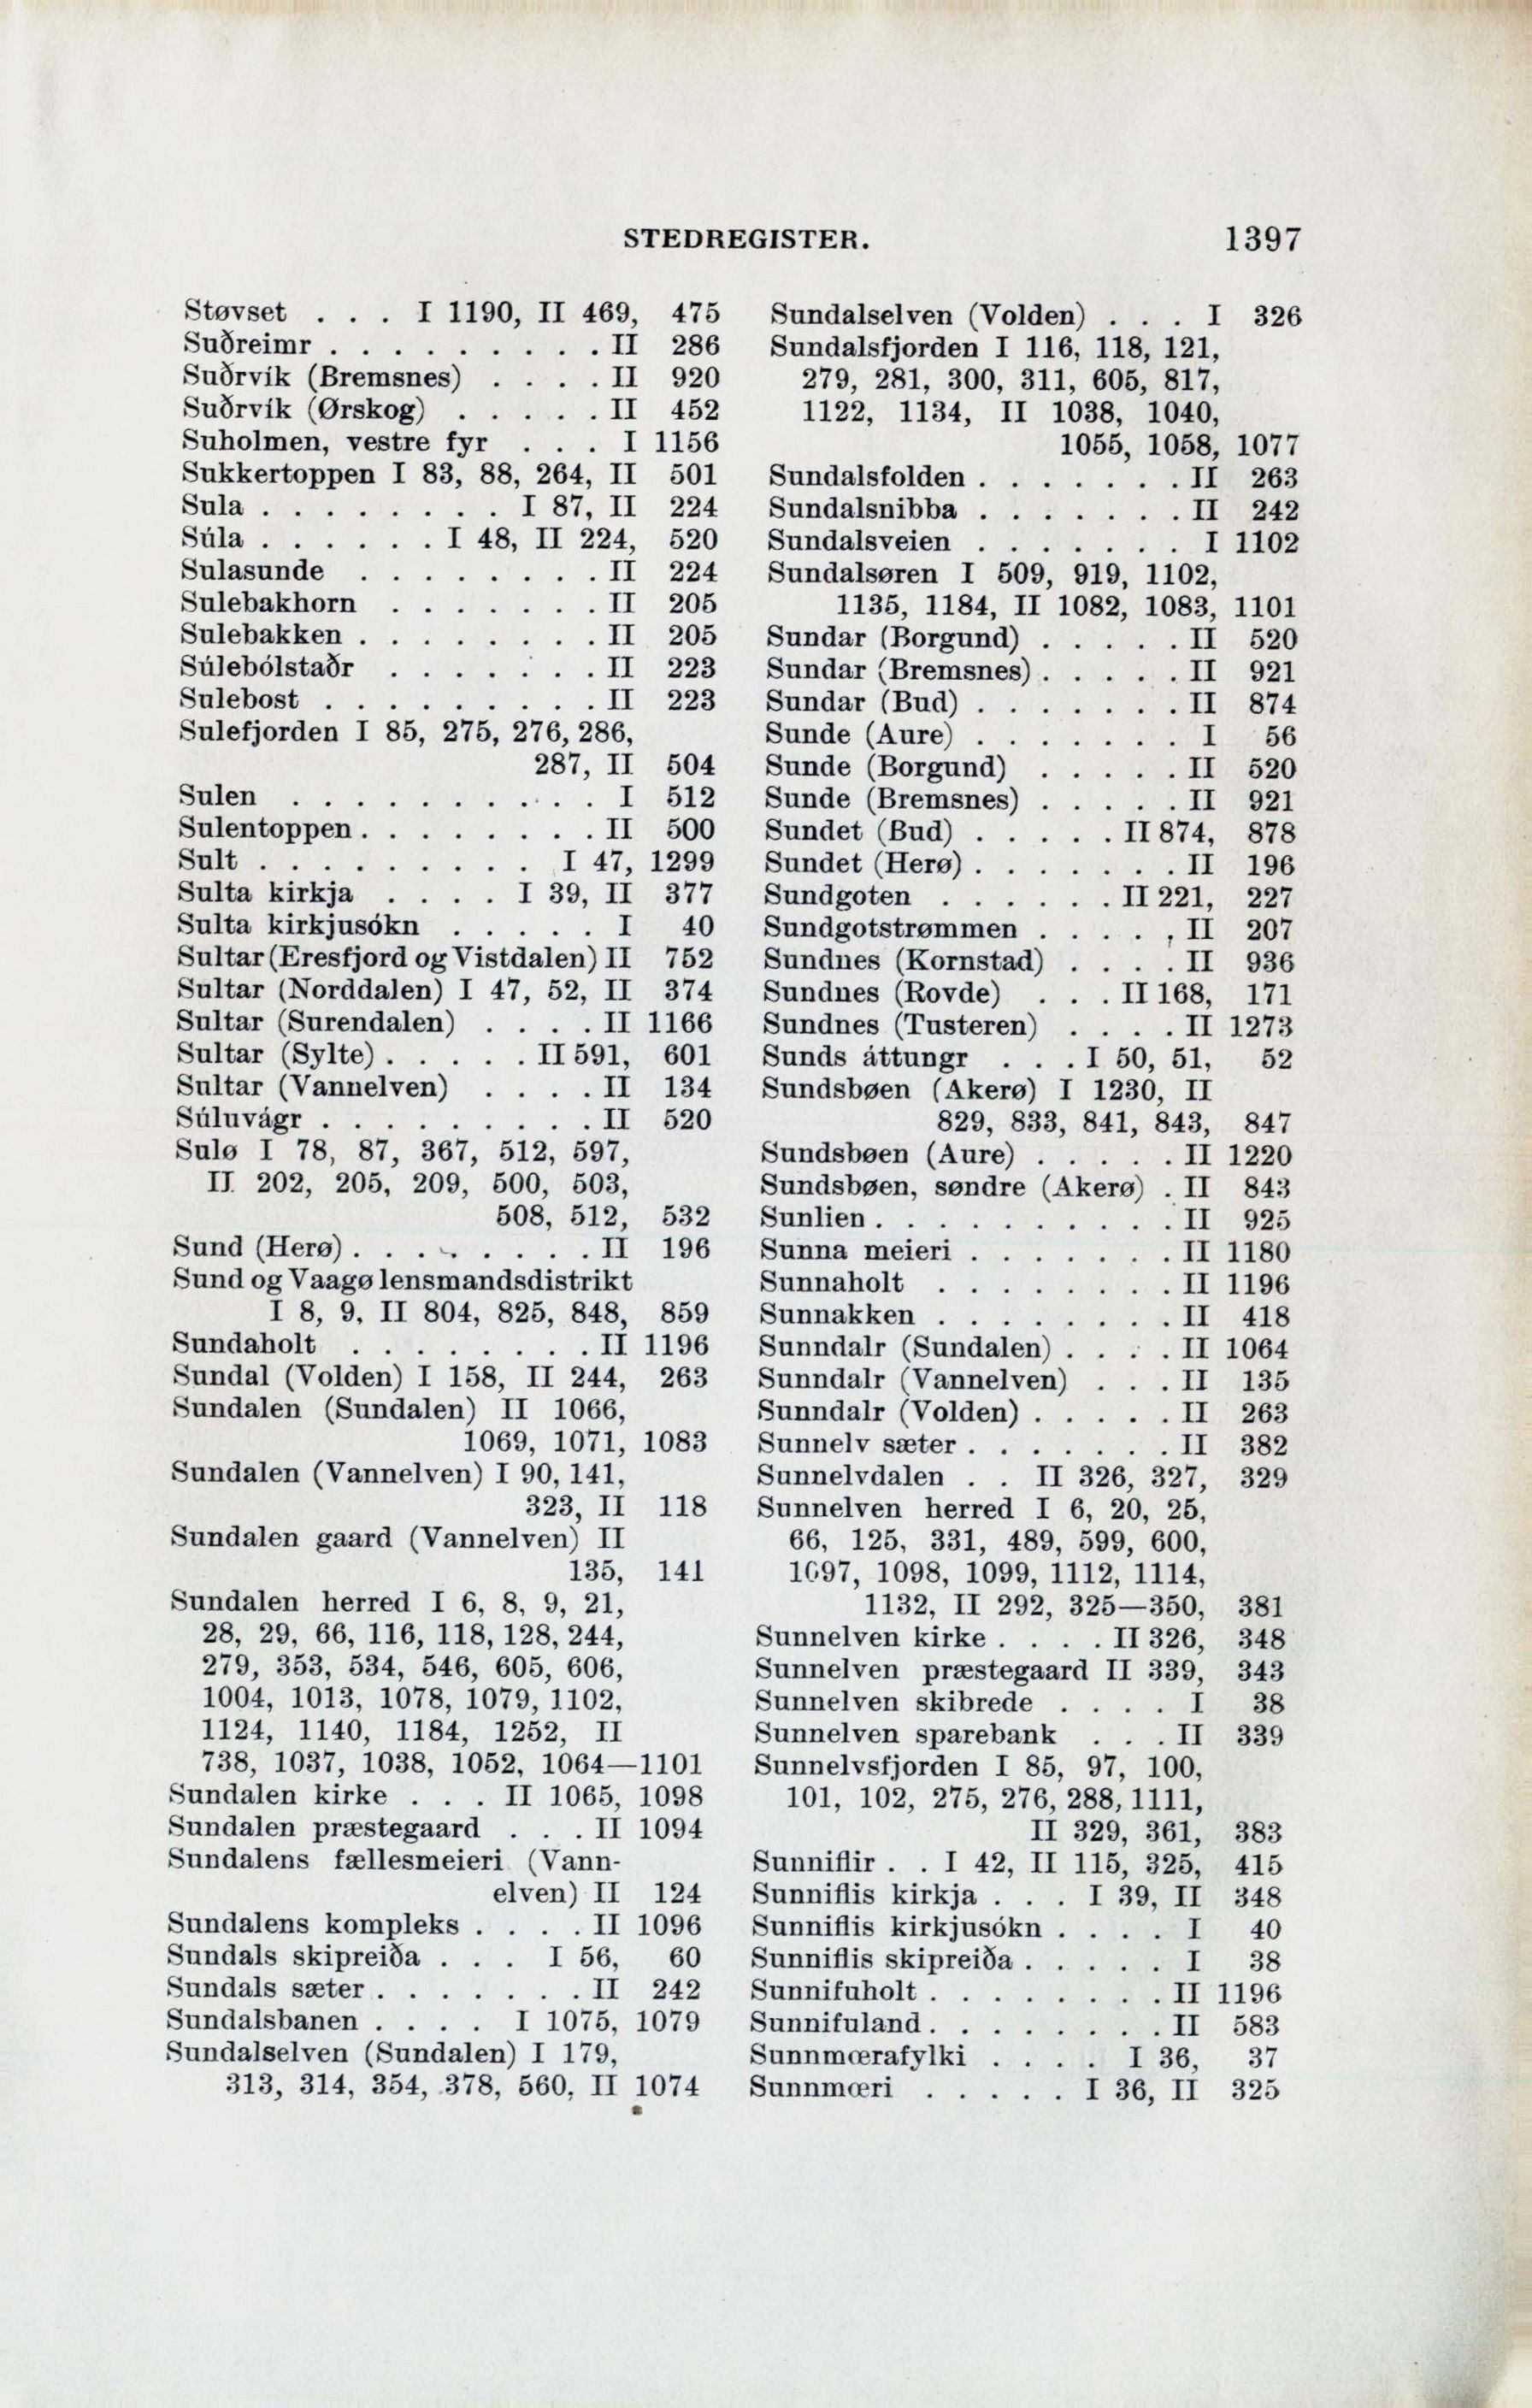 STEDREGISTER. 1397
Støvset . . . I 1190, II 469, 475
Suðreimr . . . . . . . . . . II 286
Suðrvík (Bremsnes) . . . . II 920
Suðrvík (Ørskog) . . . . . II 452
Suholmen, vestre fyr . . . I 1156
Sukkertoppen I 83, 88, 264, II 501
Sula . . . . . . . . . I 87, II 224
Súla . . . . . . I 48, II 224, 520
Sulasunde . . . . . . . . II 224
Sulebakhorn . . . . . . . II 205
Sulebakken . . . . . . . . II 205
Súlebólstaðr . . . . . . . II 223
Sulebost . . . . . . . . . II 223
Sulefjorden I 85, 275, 276, 286,
287, II 504
Sulen . . . . . . . . . . . I 512
Sulentoppen . . . . . . . . II 500
Sult . . . . . . . . . I 47, 1299
Sulta kirkja . . . . I 39, II 377
Sulta kirkjusókn . . . . . I 40
Sultar (Eresfjord og Vistdalen) II 752
Sultar (Norddalen) I 47, 52, II 374
Sultar (Surendalen) . . . . II 1166
Sultar (Sylte) . . . . . II 591, 601
Sultar (Vannelven) . . . . II 134
Súluvágr . . . . . . . . . II 520
Sulø I 78, 87, 367, 512, 597,
II 202, 205, 209, 500, 503,
508, 512, 532
Sund (Herø) . . . . . . . . II 196
Sund og Vaagø lensmandsdistrikt
I 8, 9, II 804, 825, 848, 859
Sundaholt . . . . . . . . II 1196
Sundal (Volden) I 158, II 244, 263
Sundalen (Sundalen) II 1066,
1069, 1071, 1083
Sundalen (Vannelven) I 90, 141,
323, II 118
Sundalen gaard (Vannelven) II
135, 141
Sundalen herred I 6, 8, 9, 21,
28, 29, 66, 116, 118, 128, 244,
279, 353, 534, 546, 605, 606,
1004, 1013, 1078, 1079, 1102,
1124, 1140, 1184, 1252, II
738, 1037, 1038, 1052, 1064—1101
Sundalen kirke . . . II 1065, 1098
Sundalen præstegaard . . . II 1094
Sundalens fællesmeieri (Vann-
elven) II 124
Sundalens kompleks . . . . II 1096
Sundals skipreiða . . . I 56, 60
Sundals sæter . . . . . . . II 242
Sundalsbanen . . . . I 1075, 1079
Sundalselven (Sundalen) I 179,
313, 314, 354, 378, 560, II 1074
Sundalselven (Volden) . . . I 326
Sundalsfjorden I 116, 118, 121,
279, 281, 300, 311, 605, 817,
1122, 1134, II 1038, 1040,
1055, 1058, 1077
Sundalsfolden . . . . . . . II 263
Sundalsnibba . . . . . . . II 242
Sundalsveien . . . . . . . I 1102
Sundalsøren I 509, 919, 1102,
1135, 1184, II 1082, 1083, 1101
Sundar (Borgund) . . . . . II 520
Sundar (Bremsnes) . . . . . II 921
Sundar (Bud) . . . . . . . II 874
Sunde (Aure) . . . . . . . I 56
Sunde (Borgund) . . . . . II 520
Sunde (Bremsnes) . . . . . II 921
Sundet (Bud) . . . . . II 874, 878
Sundet (Herø) . . . . . . . II 196
Sundgoten . . . . . . II 221, 227
Sundgotstrømmen . . . . , II 207
Sundnes (Kornstad) . . . . II 936
Sundnes (Rovde) . . . II 168, 171
Sundnes (Tusteren) . . . . II 1273
Sunds áttungr . . . I 50, 51, 52
Sundsbøen (Akerø) I 1230, II
829, 833, 841, 843, 847
Sundsbøen (Aure) . . . . . II 1220
Sundsbøen, søndre (Akerø) . II 843
Sunlien . . . . . . . . . . II 925
Sunna meieri . . . . . . . II 1180
Sunnaholt . . . . . . . . II 1196
Sunnakken . . . . . . . . II 418
Sunndalr (Sundalen) . . . . II 1064
Sunndalr (Vannelven) . . . II 135
Sunndalr (Volden) . . . . . II 263
Sunnelv sæter . . . . . . . II 382
Sunnelvdalen . . II 326, 327, 329
Sunnelven herred I 6, 20, 25,
66, 125, 331, 489, 599, 600,
1097, 1098, 1099, 1112, 1114,
1132, II 292, 325—350, 381
Sunnelven kirke . . . . II 326, 348
Sunnelven præstegaard II 339, 343
Sunnelven skibrede . . . . I 38
Sunnelven sparebank . . . II 339
Sunnelvsfjorden I 85, 97, 100,
101, 102, 275, 276, 288, 1111,
II 329, 361, 383
Sunniflir . . I 42, II 115, 325, 415
Sunniflis kirkja . . . I 39, II 348
Sunniflis kirkjusókn . . . . I 40
Sunniflis skipreiða . . . . . I 38
Sunnifuholt . . . . . . . . . II 1196
Sunnifuland . . . . . . . . . II 583
Sunnmœrafylki . . . . I 36, 37
Sunnmœri . . . . . I 36, II 325